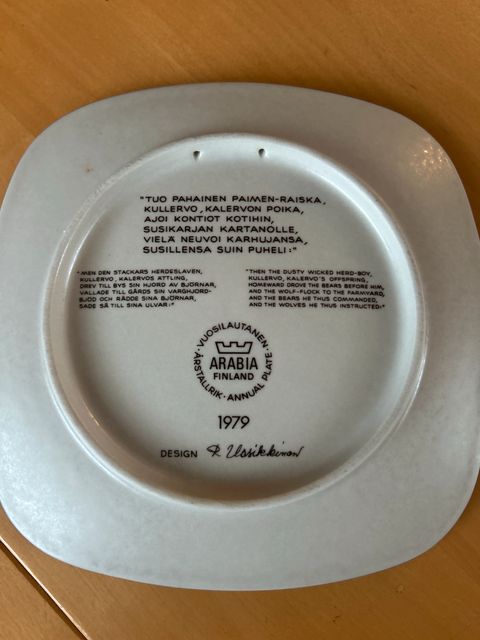 "TUO PAHAINEN PAIMEN-RAISKA,
KULLERVO, KALERVON POIKA,
AJOI KONTIOT KOTIHIN,
SUSIKARJAN KARTANOLLE,
VIELÄ NEUVOI KARHUJANSA,
SUSILLENSA SUIN PUHELI:"
"MEN DEN STACKARS HERDESLAVEN,
KULLERVO, KALERVOS ÄTTLING,
DREV TILL BYS SIN HJORD AV BJÖRNAR,
VALLADE TILL GÅRDS SIN VARGHJORD-
BJÖD OCH RÅDDE SINA BJÖRNAR,
SADE SÅ TILL SINA ULVAR:"
"THEN THE DUSTY WICKED HERD-BOY,
KULLERVO, KALERVO'S OFFSPRING,
HOMEWARD DROVE THE BEARS BEFORE HIM,
AND THE WOLF-FLOCK TO THE FARMYARD,
AND THE BEARS HE THUS COMMANDED,
AND THE WOLVES HE THUS INSTRUCTED:"
·VUOSILAUTANEN·
ARABIA
FINLAND
ÅRSTALLRIK·ANNUAL PLATE
1979
DESIGN R Uosikkinen